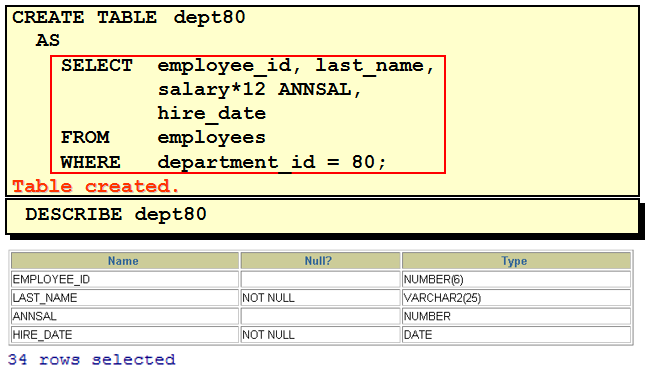 CREATE TABLE dept80
AS
SELECT employee_id, last_name,
salary*12 ANNSAL,
hire_date
FROM employees
WHERE department_id = 80;
Table created.
DESCRIBE dept80
Name Null? Type
EMPLOYEE_ID NUMBER(6)
LAST_NAME NOT NULL VARCHAR2(25)
ANNSAL NUMBER
HIRE_DATE NOT NULL DATE
34 rows selected